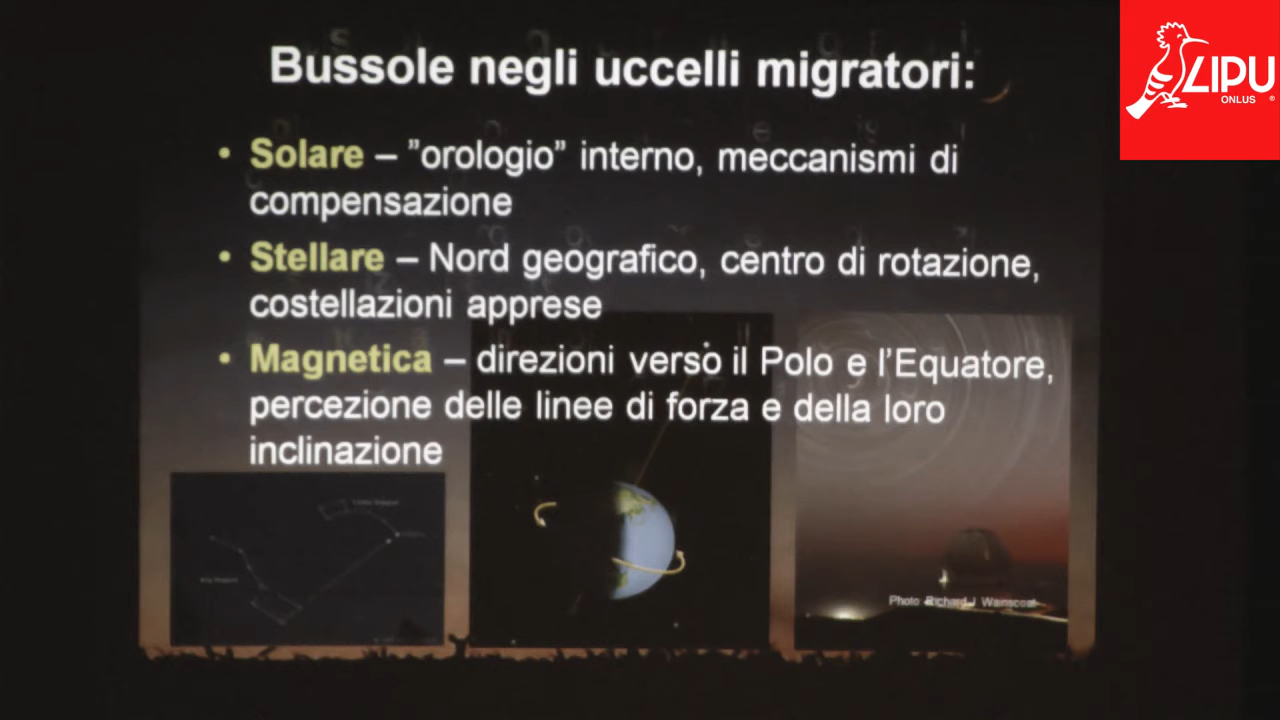 Bussole negli uccelli migratori:
LIPU
ONLUS ®
• Solare – ”orologio” interno, meccanismi di
compensazione
• Stellare – Nord geografico, centro di rotazione,
costellazioni apprese
• Magnetica – direzioni verso il Polo e l’Equatore,
percezione delle linee di forza e della loro
inclinazione
Photo Richard J Wainscoat